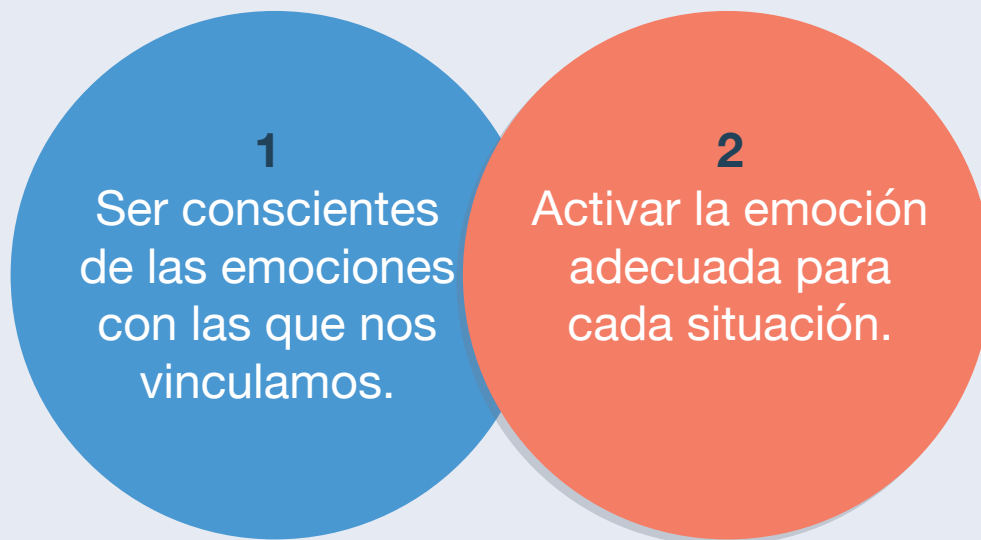 1
Ser conscientes
de las emociones
con las que nos
vinculamos.
2
Activar la emoción
adecuada para
cada situación.